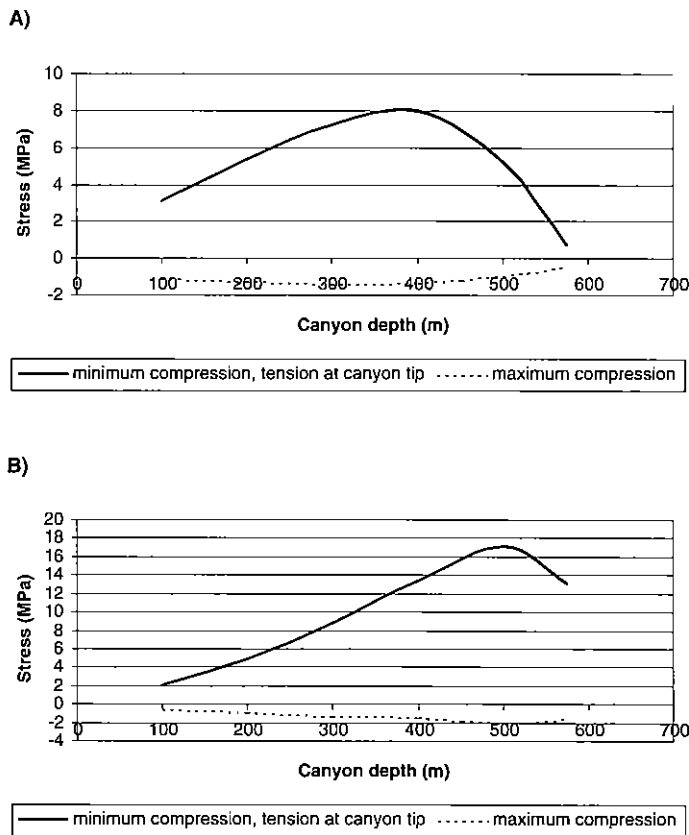 A)
10
8
6
4
2
0
-2
Stress (MPa)
0 100 200 300 400 500 600 700
Canyon depth (m)
minimum compression, tension at canyon tip maximum compression
B)
20
18
16
14
12
10
8
6
4
2
0
-2
-4
Stress (MPa)
0 100 200 300 400 500 600 700
Canyon depth (m)
minimum compression, tension at canyon tip maximum compression